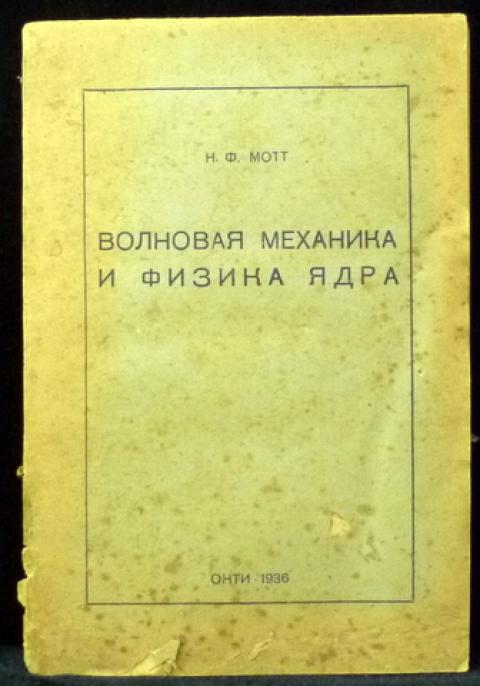 Н. Ф. МОТТ
ВОЛНОВАЯ МЕХАНИКА
И ФИЗИКА ЯДРА
ОНТИ · 1936